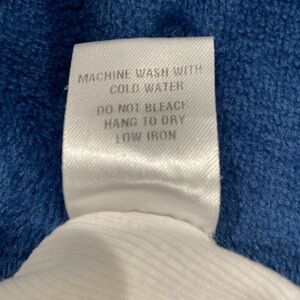 MACHINE WASH WITH
COLD WATER
DO NOT BLEACH
HANG TO DRY
LOW IRON